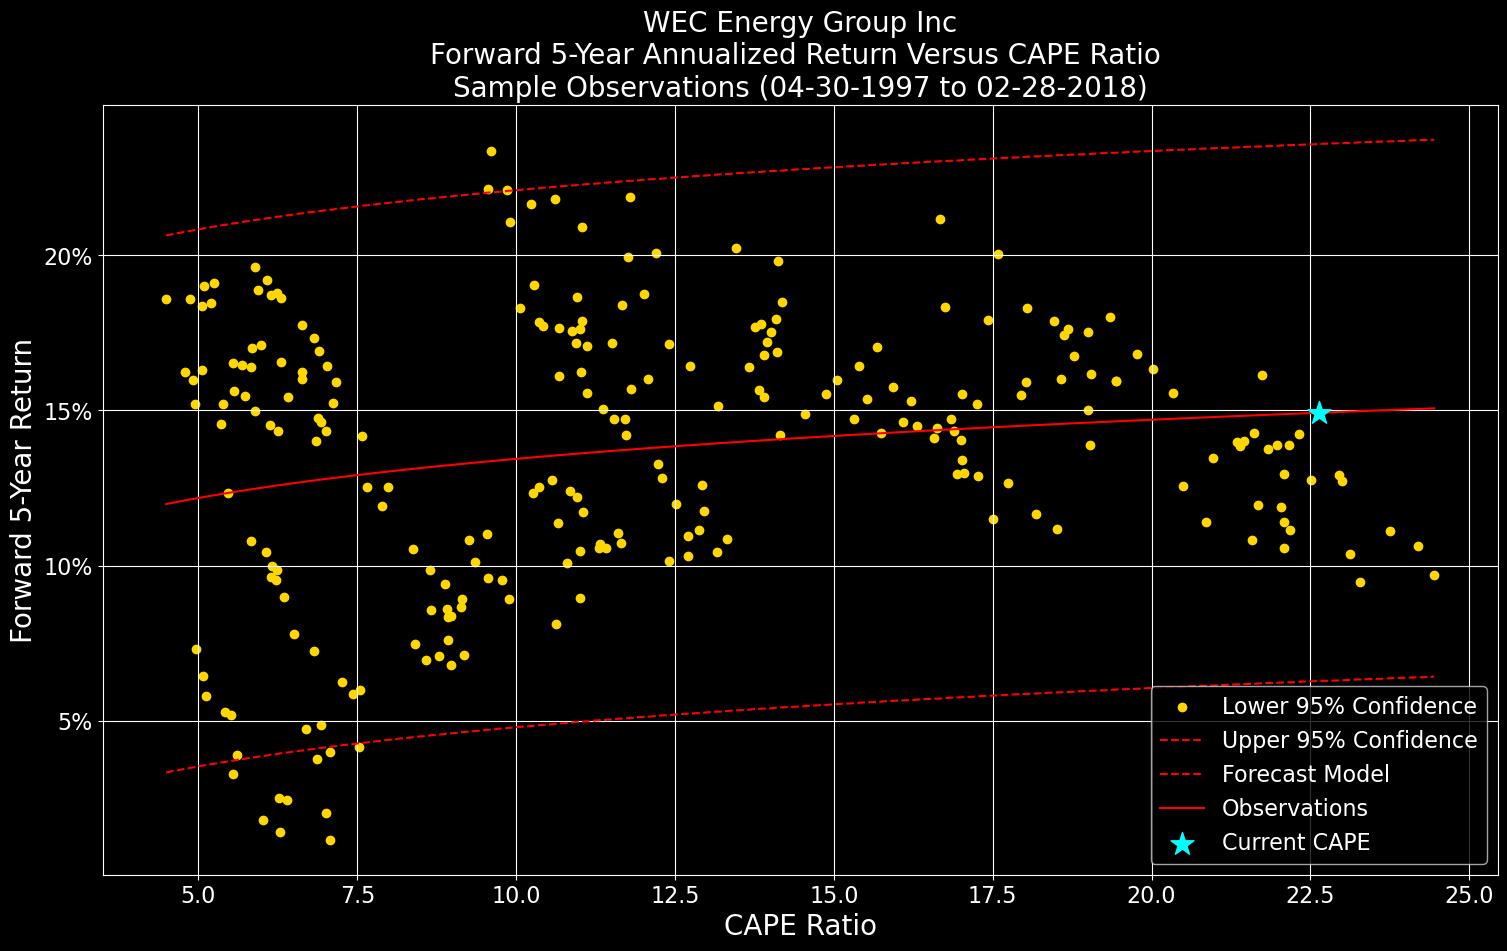 WEC Energy Group Inc
Forward 5-Year Annualized Return Versus CAPE Ratio
Sample Observations (04-30-1997 to 02-28-2018)
Forward 5-Year Return
20%
15%
10%
5%
Lower 95% Confidence
Upper 95% Confidence
Forecast Model
Observations
Current CAPE
5.0 7.5 10.0 12.5 15.0 17.5 20.0 22.5 25.0
CAPE Ratio